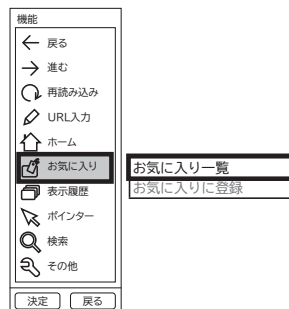 機能
戻る
進む
再読み込み
URL入力
ホーム
お気に入り
お気に入り一覧
お気に入りに登録
表示履歴
ポインター
検索
その他
決定 戻る